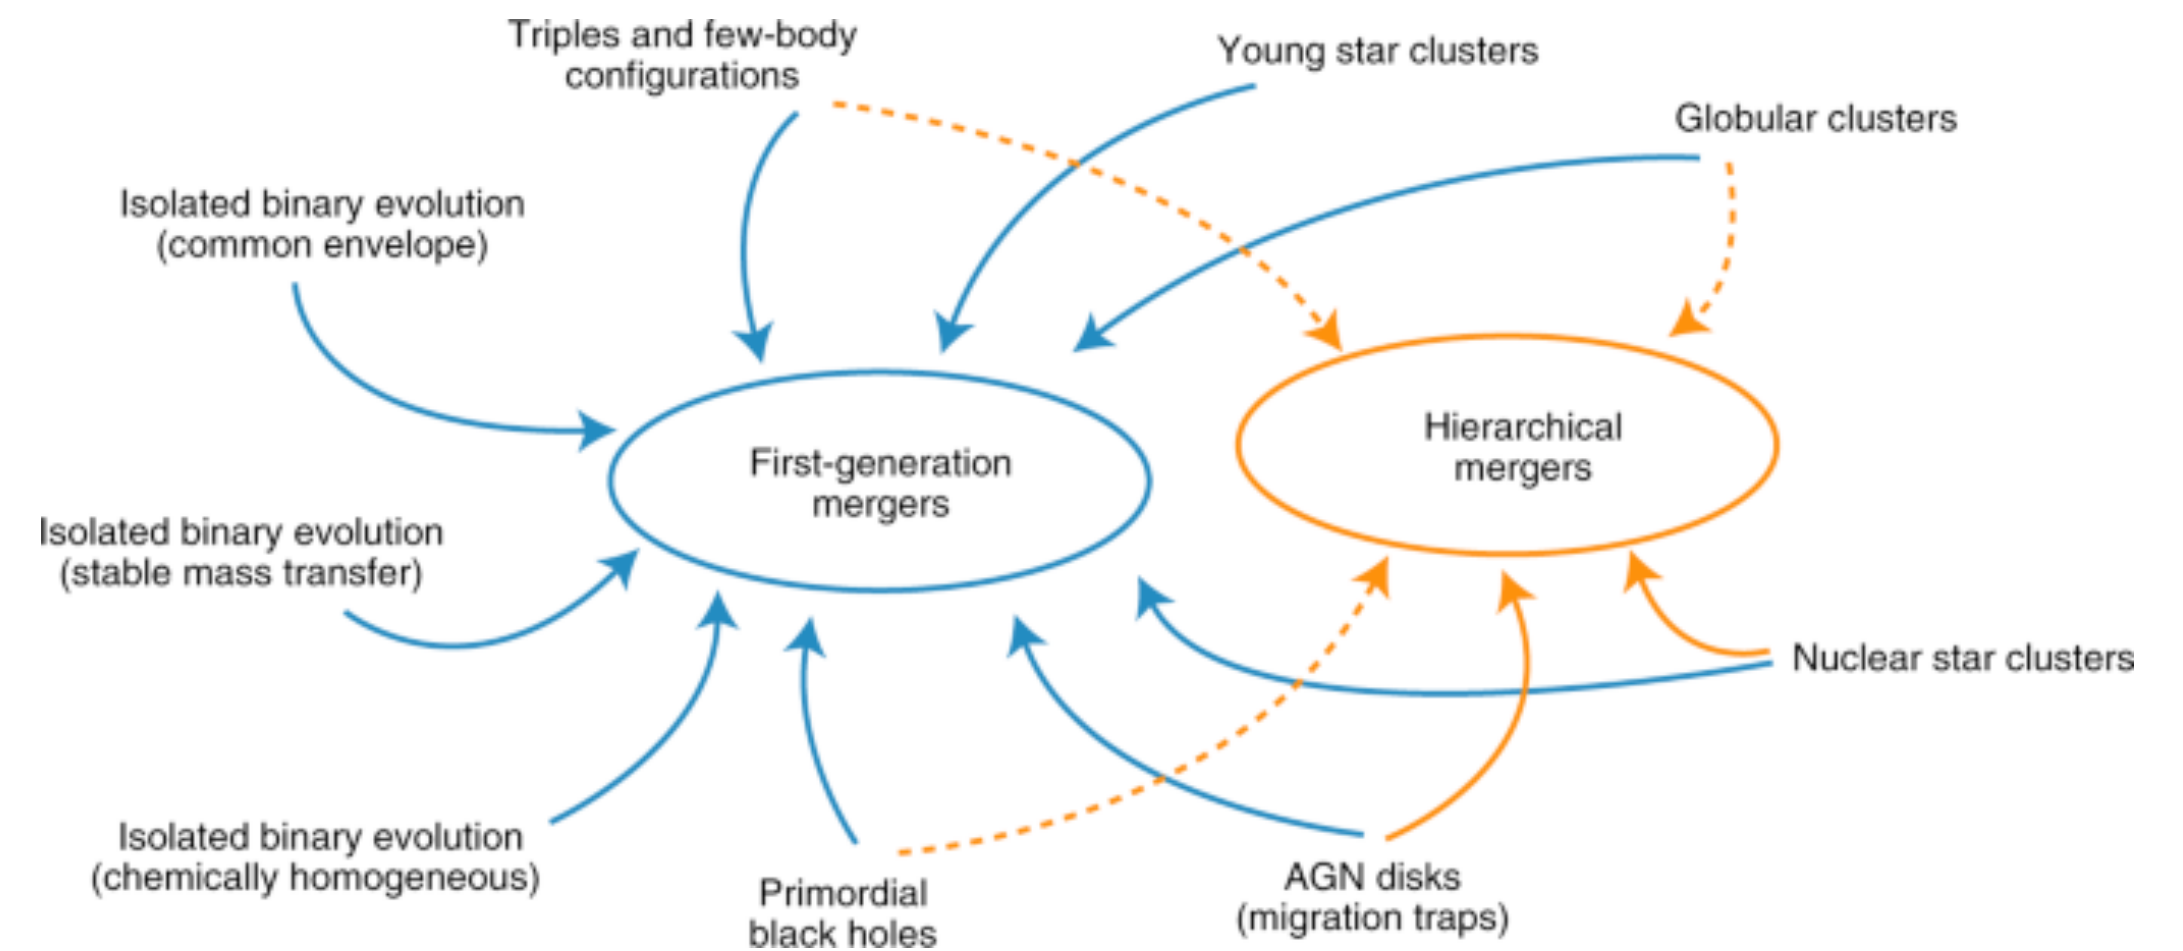 Triples and few-body
configurations
Young star clusters
Globular clusters
Isolated binary evolution
(common envelope)
Hierarchical
mergers
First-generation
mergers
Isolated binary evolution
(stable mass transfer)
Nuclear star clusters
Isolated binary evolution
(chemically homogeneous)
Primordial
black holes
AGN disks
(migration traps)